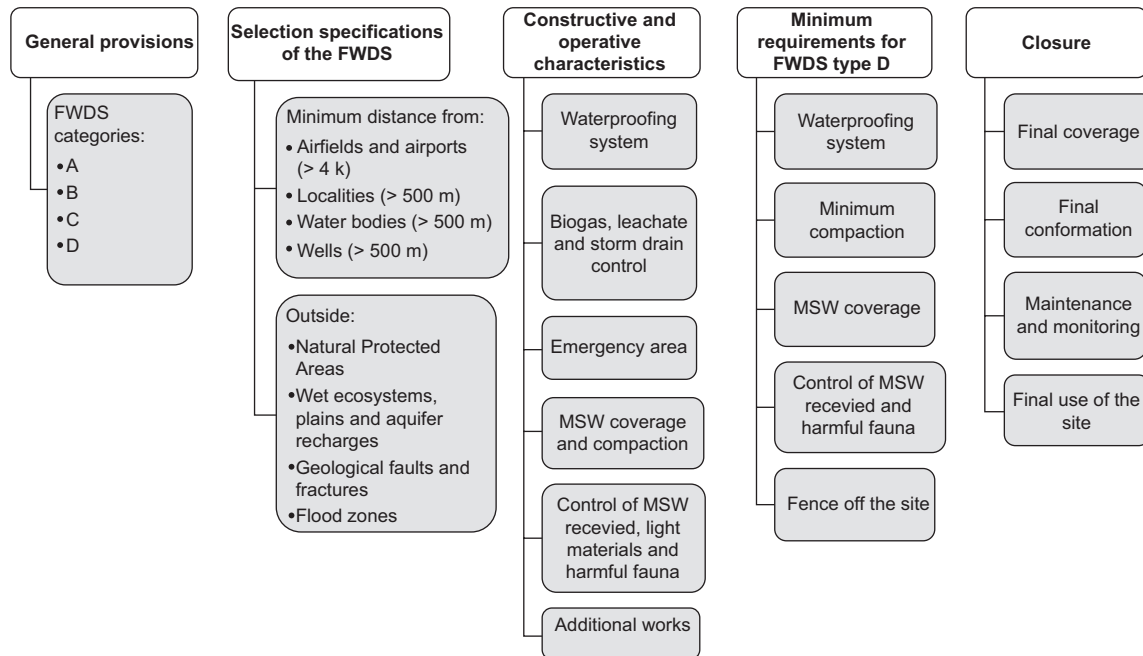 General provisions
FWDS
categories:
•A
•B
•C
•D
Selection specifications
of the FWDS
Minimum distance from:
• Airfields and airports
(> 4 k)
• Localities (> 500 m)
• Water bodies (> 500 m)
• Wells (> 500 m)
Outside:
•Natural Protected
Areas
•Wet ecosystems,
plains and aquifer
recharges
•Geological faults and
fractures
•Flood zones
Constructive and
operative
characteristics
Waterproofing
system
Biogas, leachate
and storm drain
control
Emergency area
MSW coverage
and compaction
Control of MSW
recevied, light
materials and
harmful fauna
Additional works
Minimum
requirements for
FWDS type D
Waterproofing
system
Minimum
compaction
MSW coverage
Control of MSW
recevied and
harmful fauna
Fence off the site
Closure
Final coverage
Final
conformation
Maintenance
and monitoring
Final use of the
site